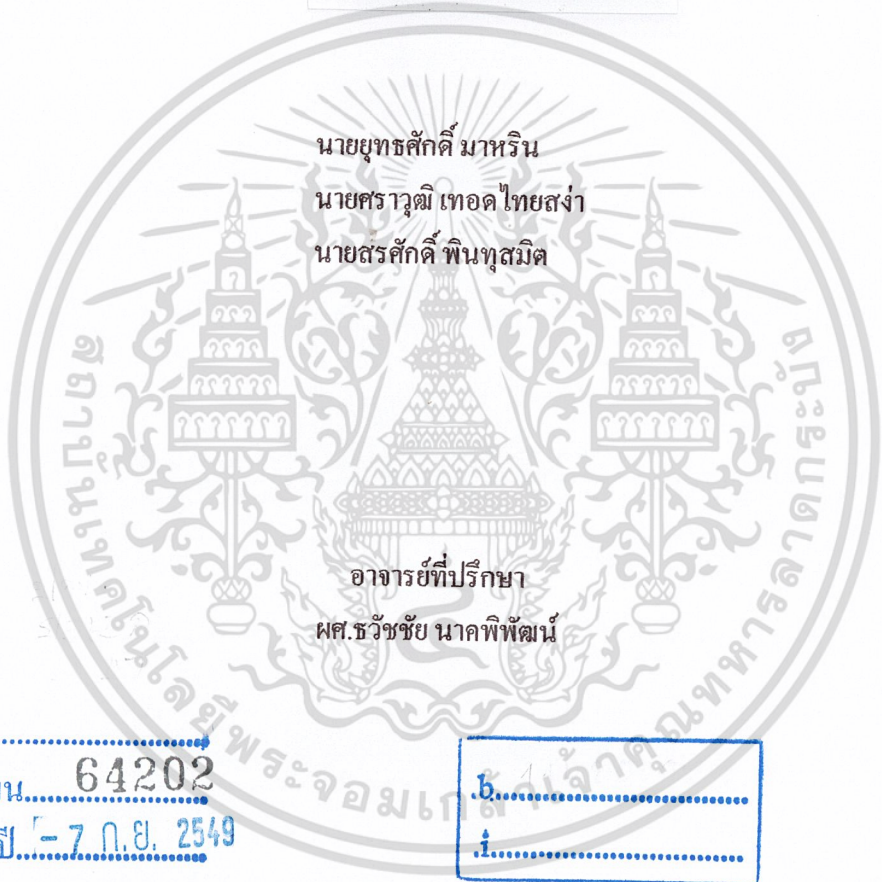 นายยุทธศักดิ์ มาหริน
นายศราวุฒิ เทอดไทยสง่า
นายสรศักดิ์ พินทุสมิต
อาจารย์ที่ปรึกษา
ผศ.ธวัชชัย นาคพิพัฒน์
สถาบันเทคโนโลยีพระจอมเกล้าเจ้าคุณทหารลาดกระบัง
น.....64202
ปี.....-7 ก.ย. 2549
.b.....
.i.....